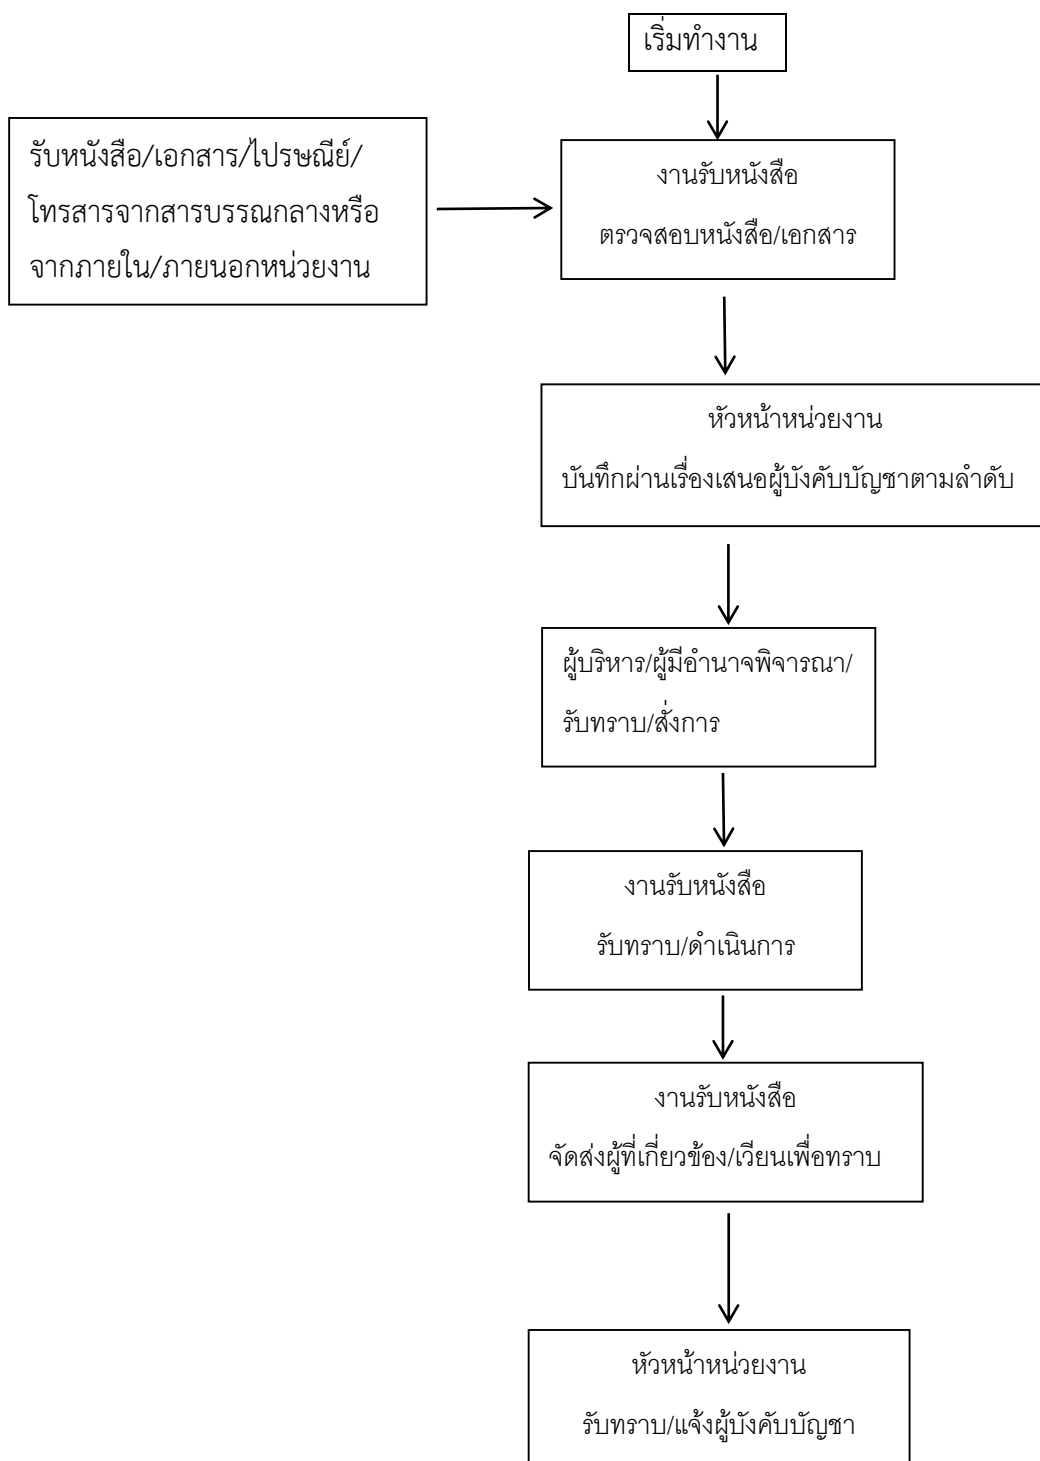 เริ่มทำงาน
รับหนังสือ/เอกสาร/ไปรษณีย์/
โทรสารจากสารบรรณกลางหรือ
จากภายใน/ภายนอกหน่วยงาน
งานรับหนังสือ
ตรวจสอบหนังสือ/เอกสาร
หัวหน้าหน่วยงาน
บันทึกผ่านเรื่องเสนอผู้บังคับบัญชาตามลำดับ
ผู้บริหาร/ผู้มีอำนาจพิจารณา/
รับทราบ/สั่งการ
งานรับหนังสือ
รับทราบ/ดำเนินการ
งานรับหนังสือ
จัดส่งผู้ที่เกี่ยวข้อง/เวียนเพื่อทราบ
หัวหน้าหน่วยงาน
รับทราบ/แจ้งผู้บังคับบัญชา